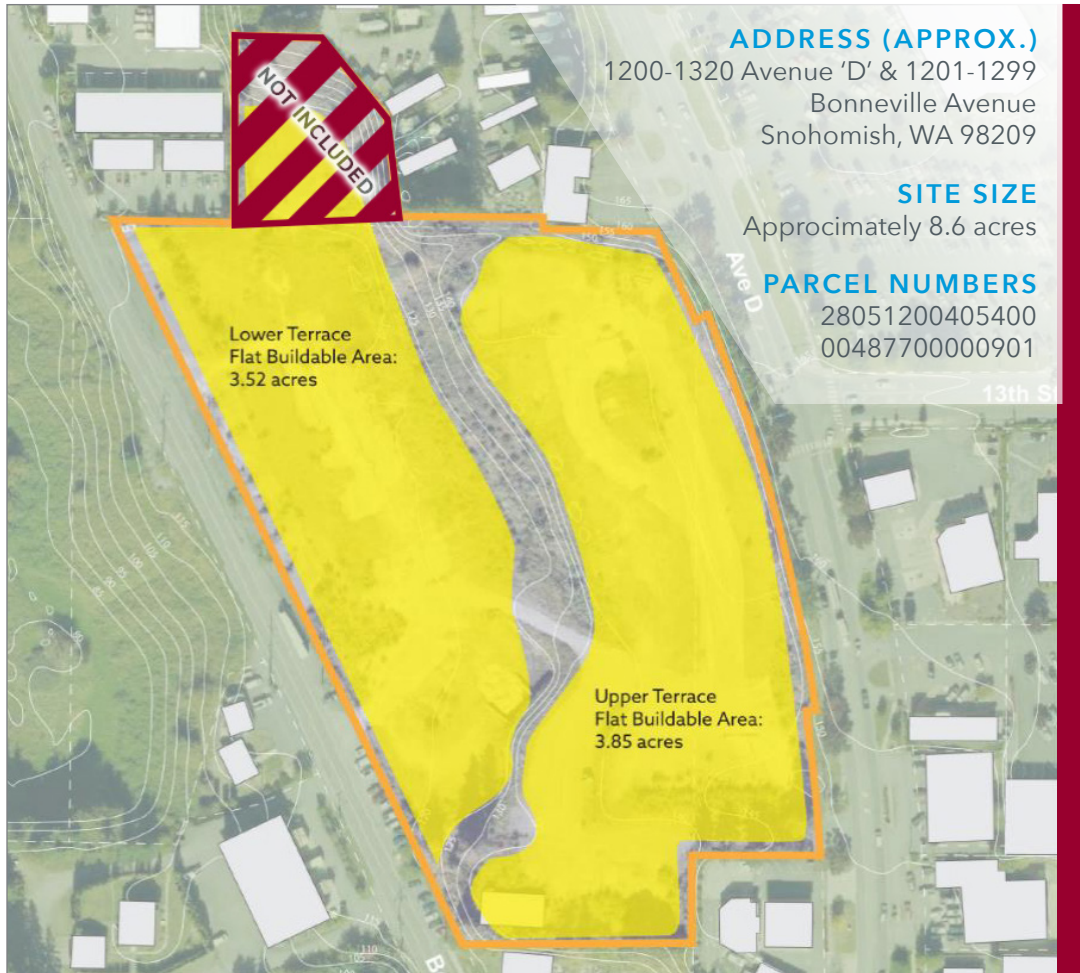 ADDRESS (APPROX.)
1200-1320 Avenue ‘D’ & 1201-1299
Bonneville Avenue
Snohomish, WA 98209
SITE SIZE
Approcimately 8.6 acres
PARCEL NUMBERS
28051200405400
00487700000901
NOT INCLUDED
Ave D
13th St
Lower Terrace
Flat Buildable Area:
3.52 acres
Upper Terrace
Flat Buildable Area:
3.85 acres
B